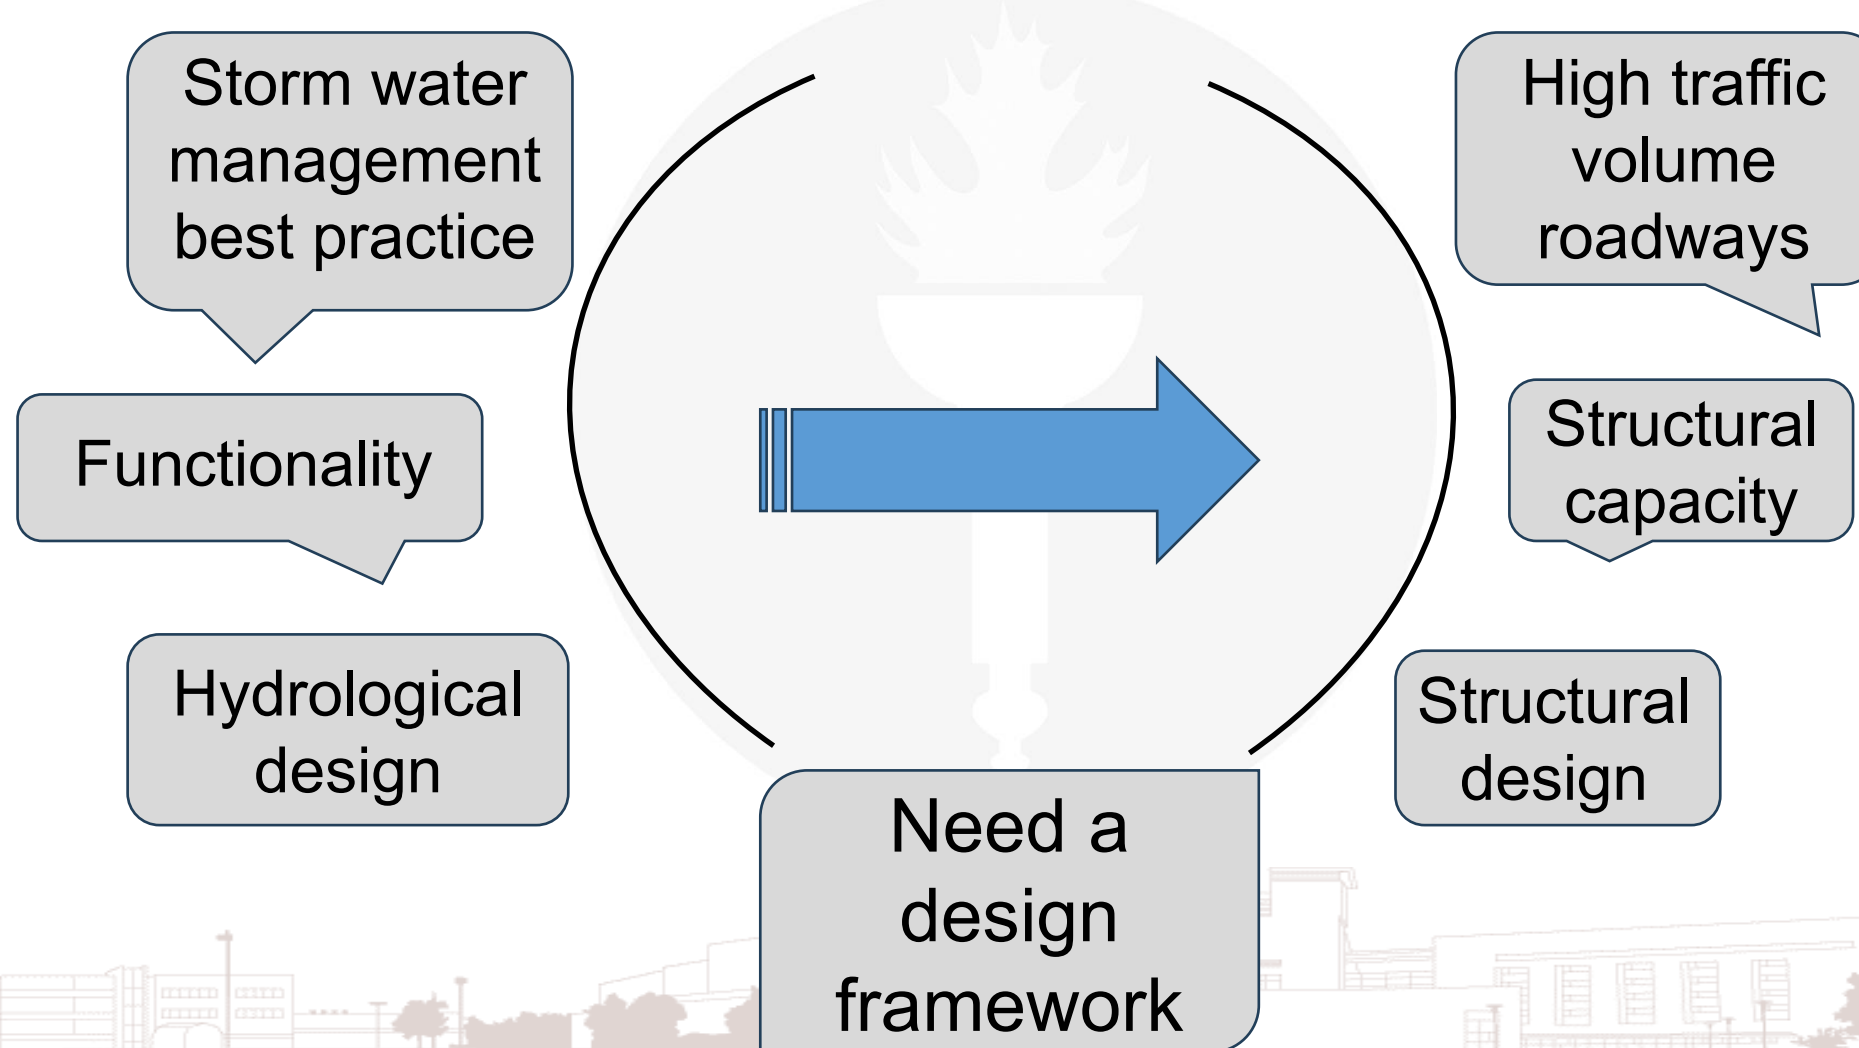 Storm water
management
best practice
Functionality
Hydrological
design
Need a
design
framework
High traffic
volume
roadways
Structural
capacity
Structural
design